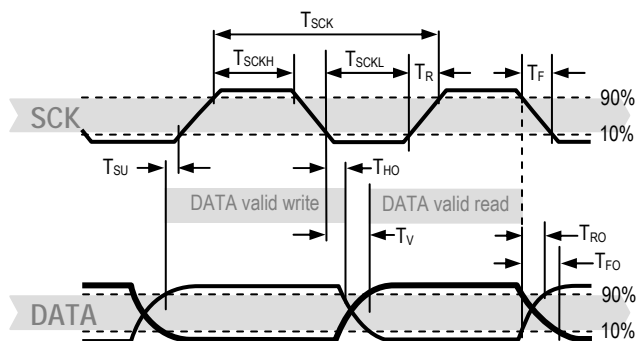 TSCK
TSCKH TSCKL TR TF
90%
SCK
10%
TSU THO
DATA valid write DATA valid read
TV TRO
TFO
90%
DATA
10%